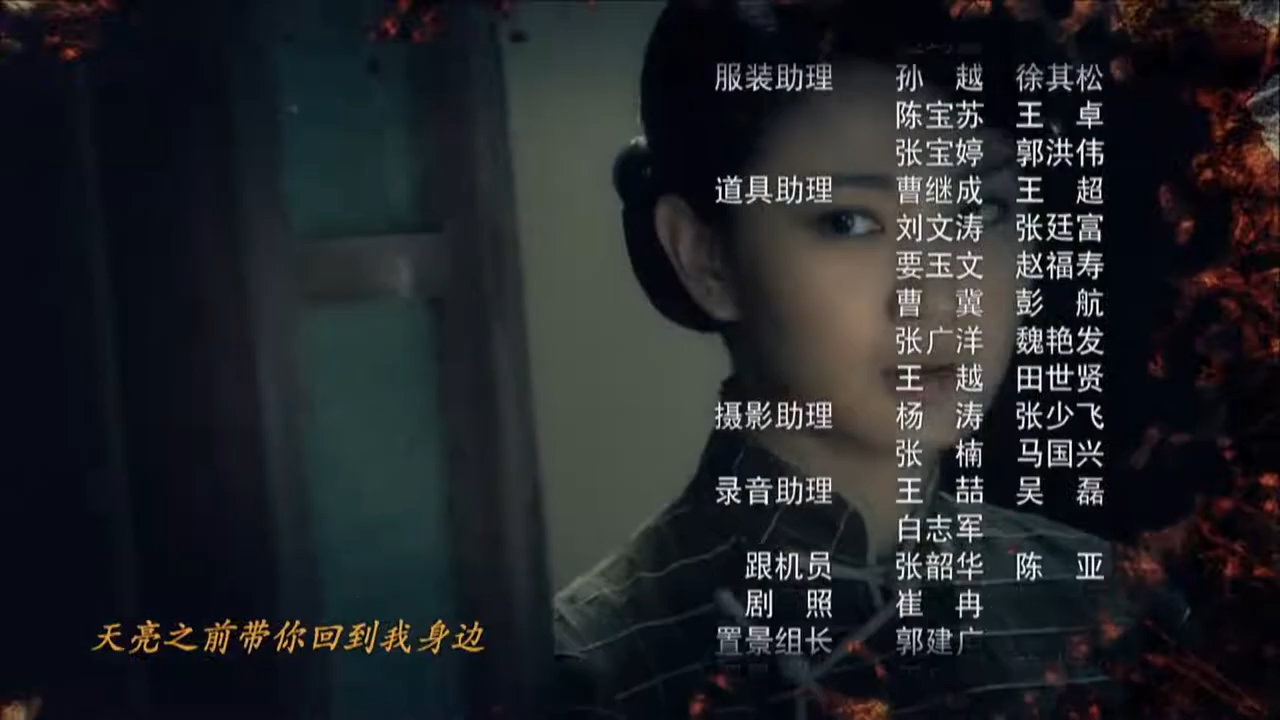 服装助理 孙越 徐其松
陈宝苏 王卓
张宝婷 郭洪伟
道具助理 曹继成 王超
刘文涛 张廷富
要玉文 赵福寿
曹冀 彭航
张广洋 魏艳发
王越 田世贤
摄影助理 杨涛 张少飞
张楠 马国兴
录音助理 王喆 吴磊
白志军
跟机员 张韶华 陈亚
剧照 崔冉
置景组长 郭建广
天亮之前带你回到我身边